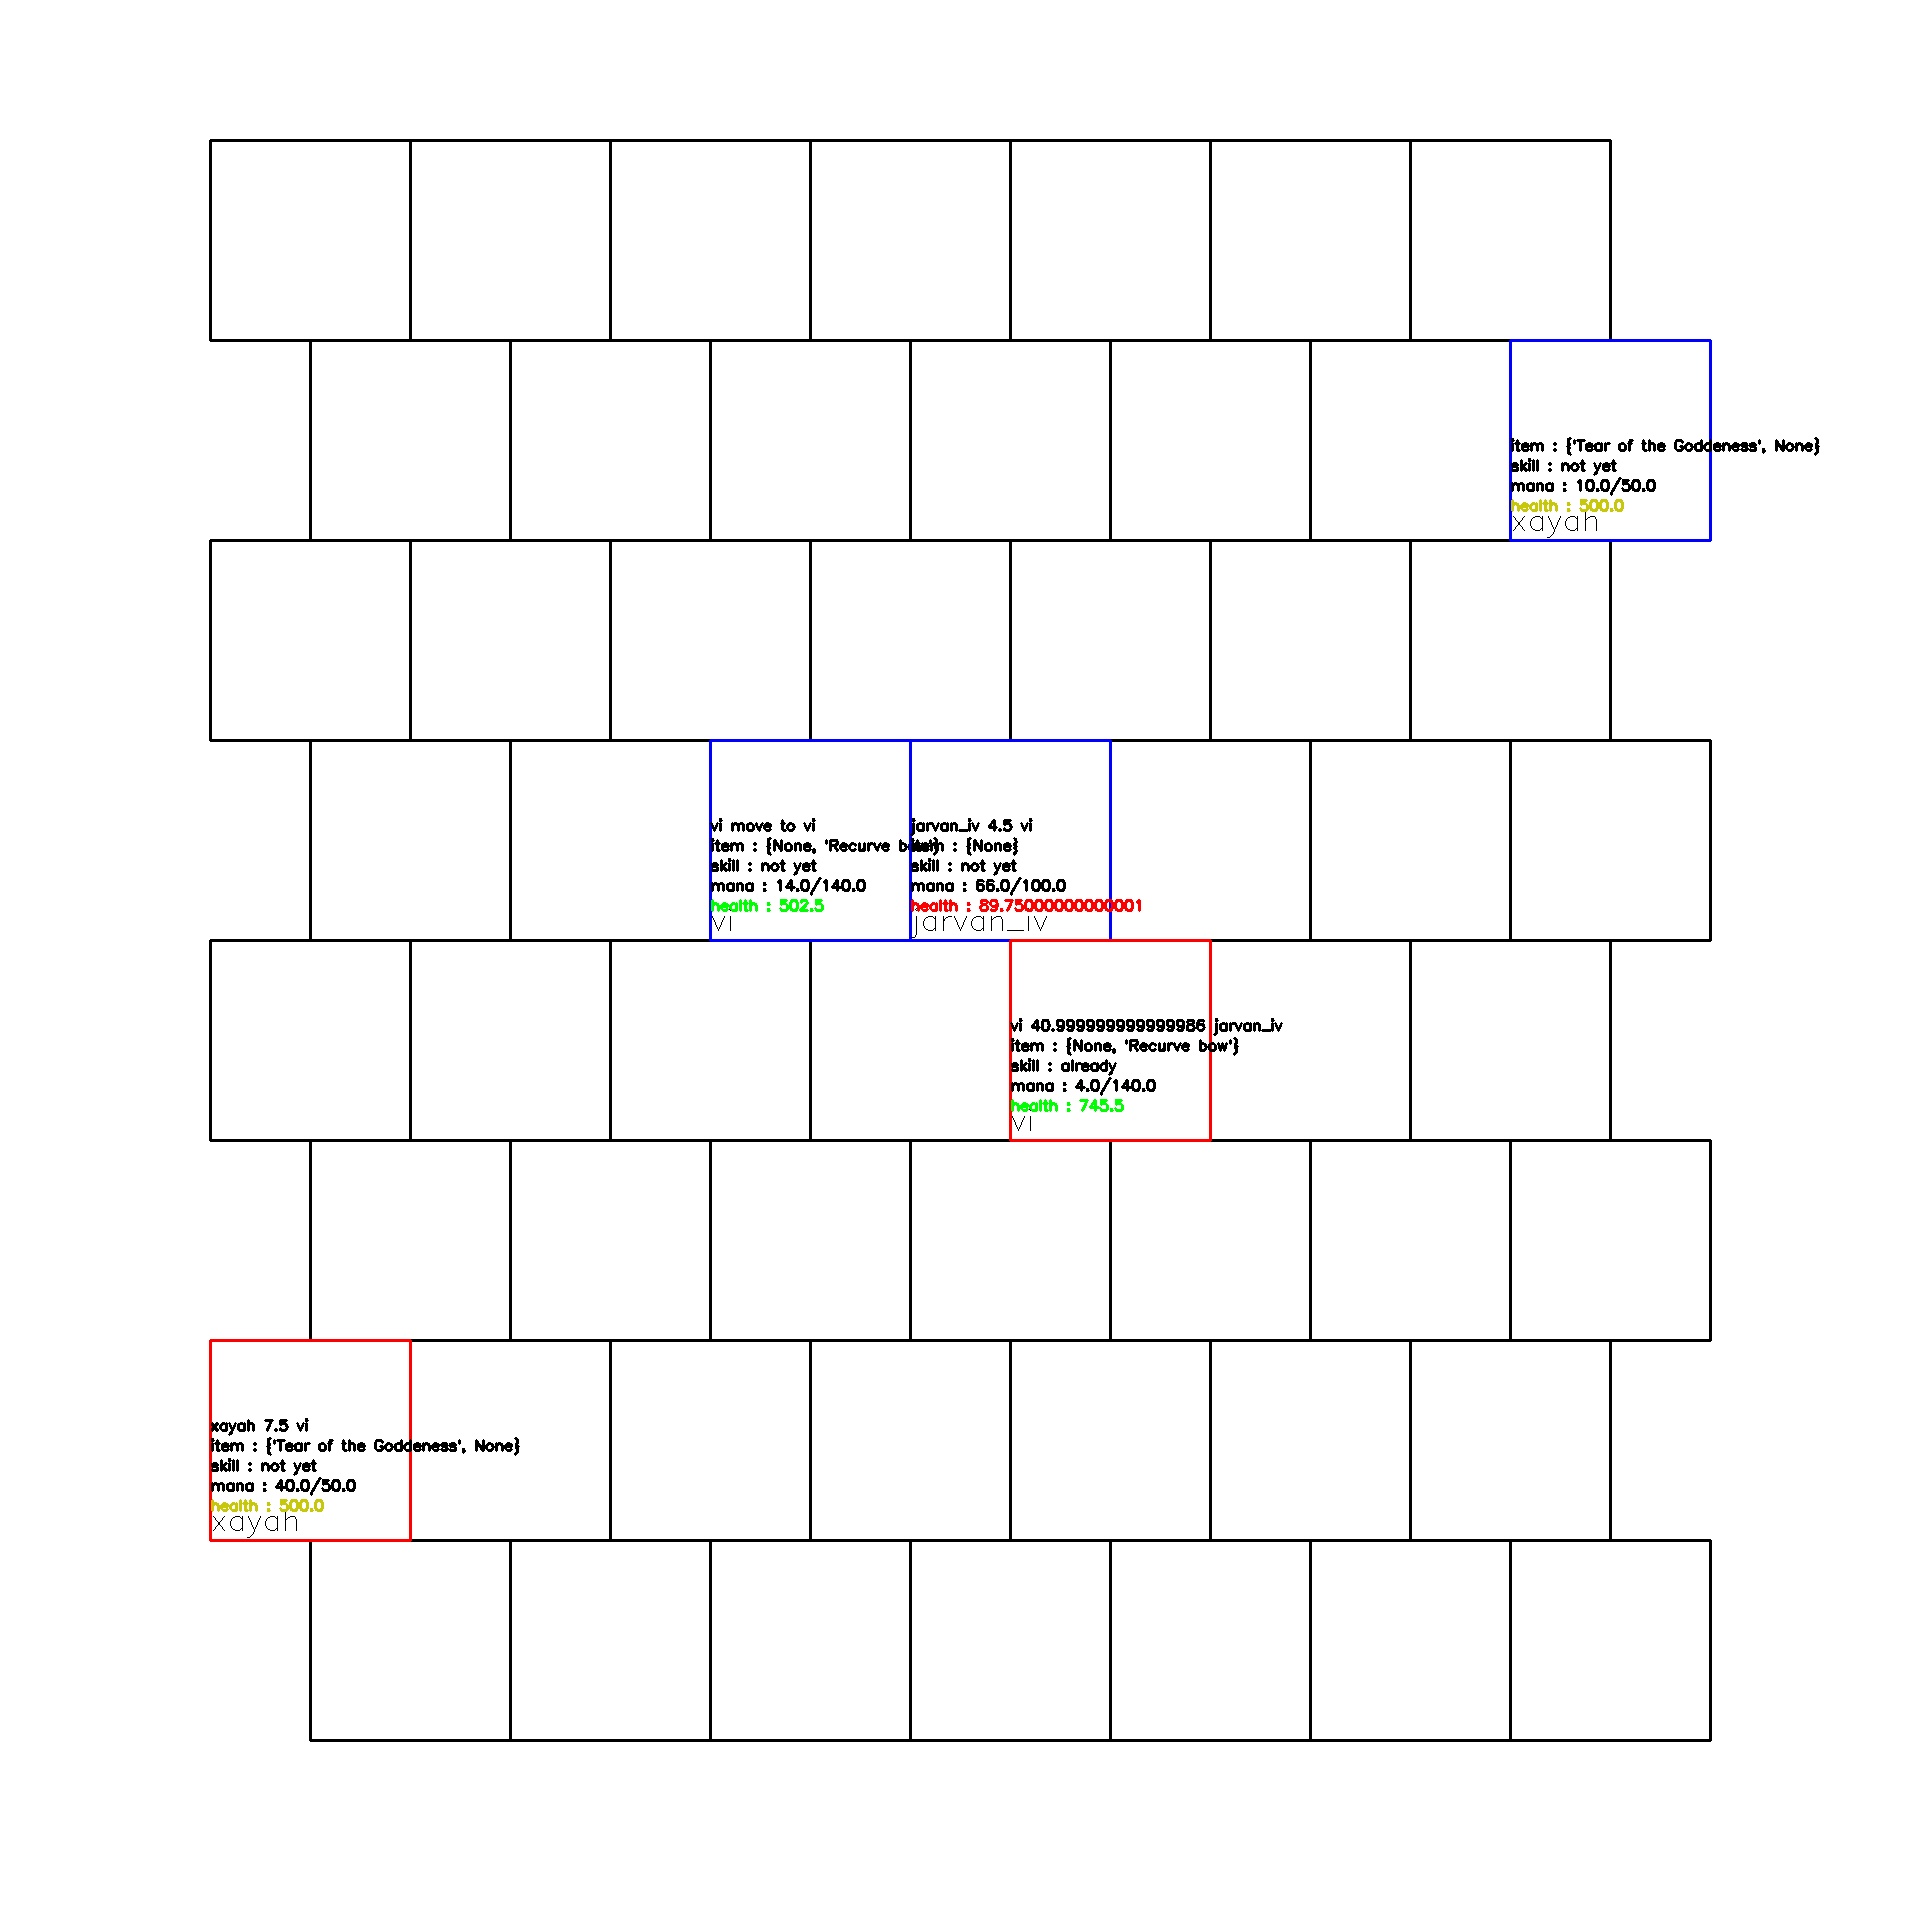 item : {'Tear of the Goddeness', None}
skill : not yet
mana : 10.0/50.0
health : 500.0
xayah
vi move to vi
item : {None, 'Recurve bow'}
skill : not yet
mana : 14.0/140.0
health : 502.5
vi
jarvan_iv 4.5 vi
item : {None}
skill : not yet
mana : 66.0/100.0
health : 89.75000000000001
jarvan_iv
vi 40.999999999999986 jarvan_iv
item : {None, 'Recurve bow'}
skill : already
mana : 4.0/140.0
health : 745.5
vi
xayah 7.5 vi
item : {'Tear of the Goddeness', None}
skill : not yet
mana : 40.0/50.0
health : 500.0
xayah